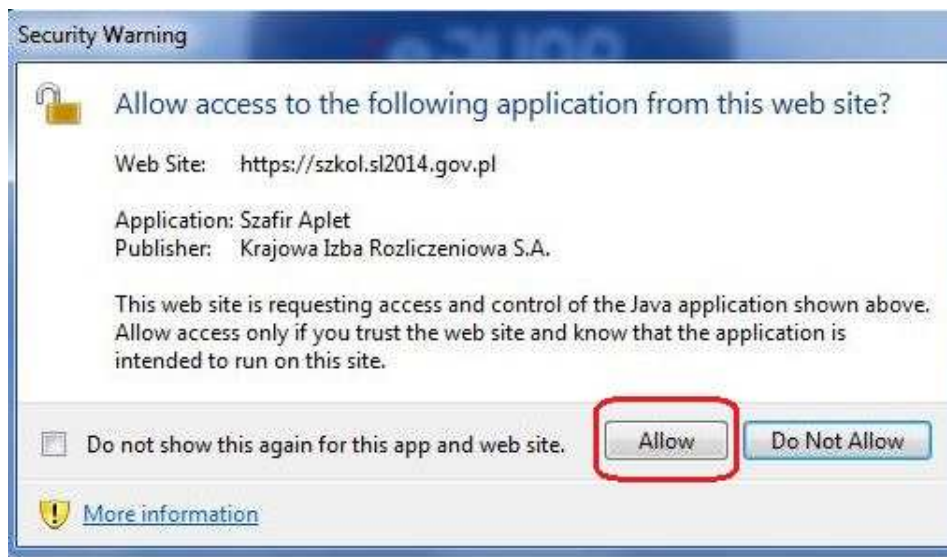 Security Warning
Allow access to the following application from this web site?
Web Site: https://szkol.sl2014.gov.pl
Application: Szafir Aplet
Publisher: Krajowa Izba Rozliczeniowa S.A.
This web site is requesting access and control of the Java application shown above.
Allow access only if you trust the web site and know that the application is
intended to run on this site.
Do not show this again for this app and web site.
Allow
Do Not Allow
More information